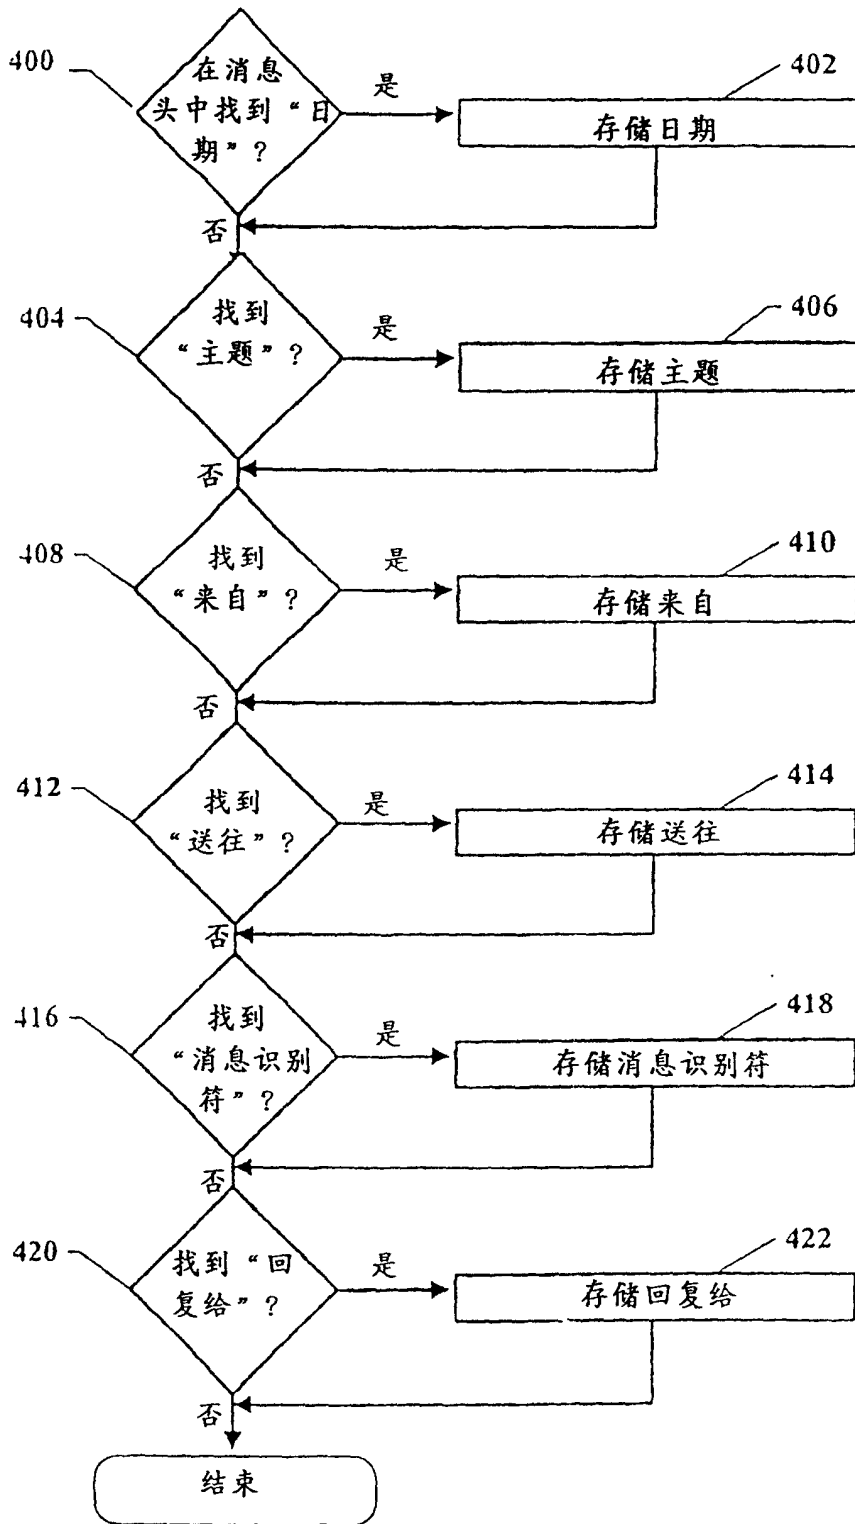 400
在消息
头中找到“日
期”?
是
402
存储日期
否
404
找到
“主题”?
是
406
存储主题
否
408
找到
“来自”?
是
410
存储来自
否
412
找到
“送往”?
是
414
存储送往
否
416
找到
“消息识别
符”?
是
418
存储消息识别符
否
420
找到“回
复给”?
是
422
存储回复给
否
结束